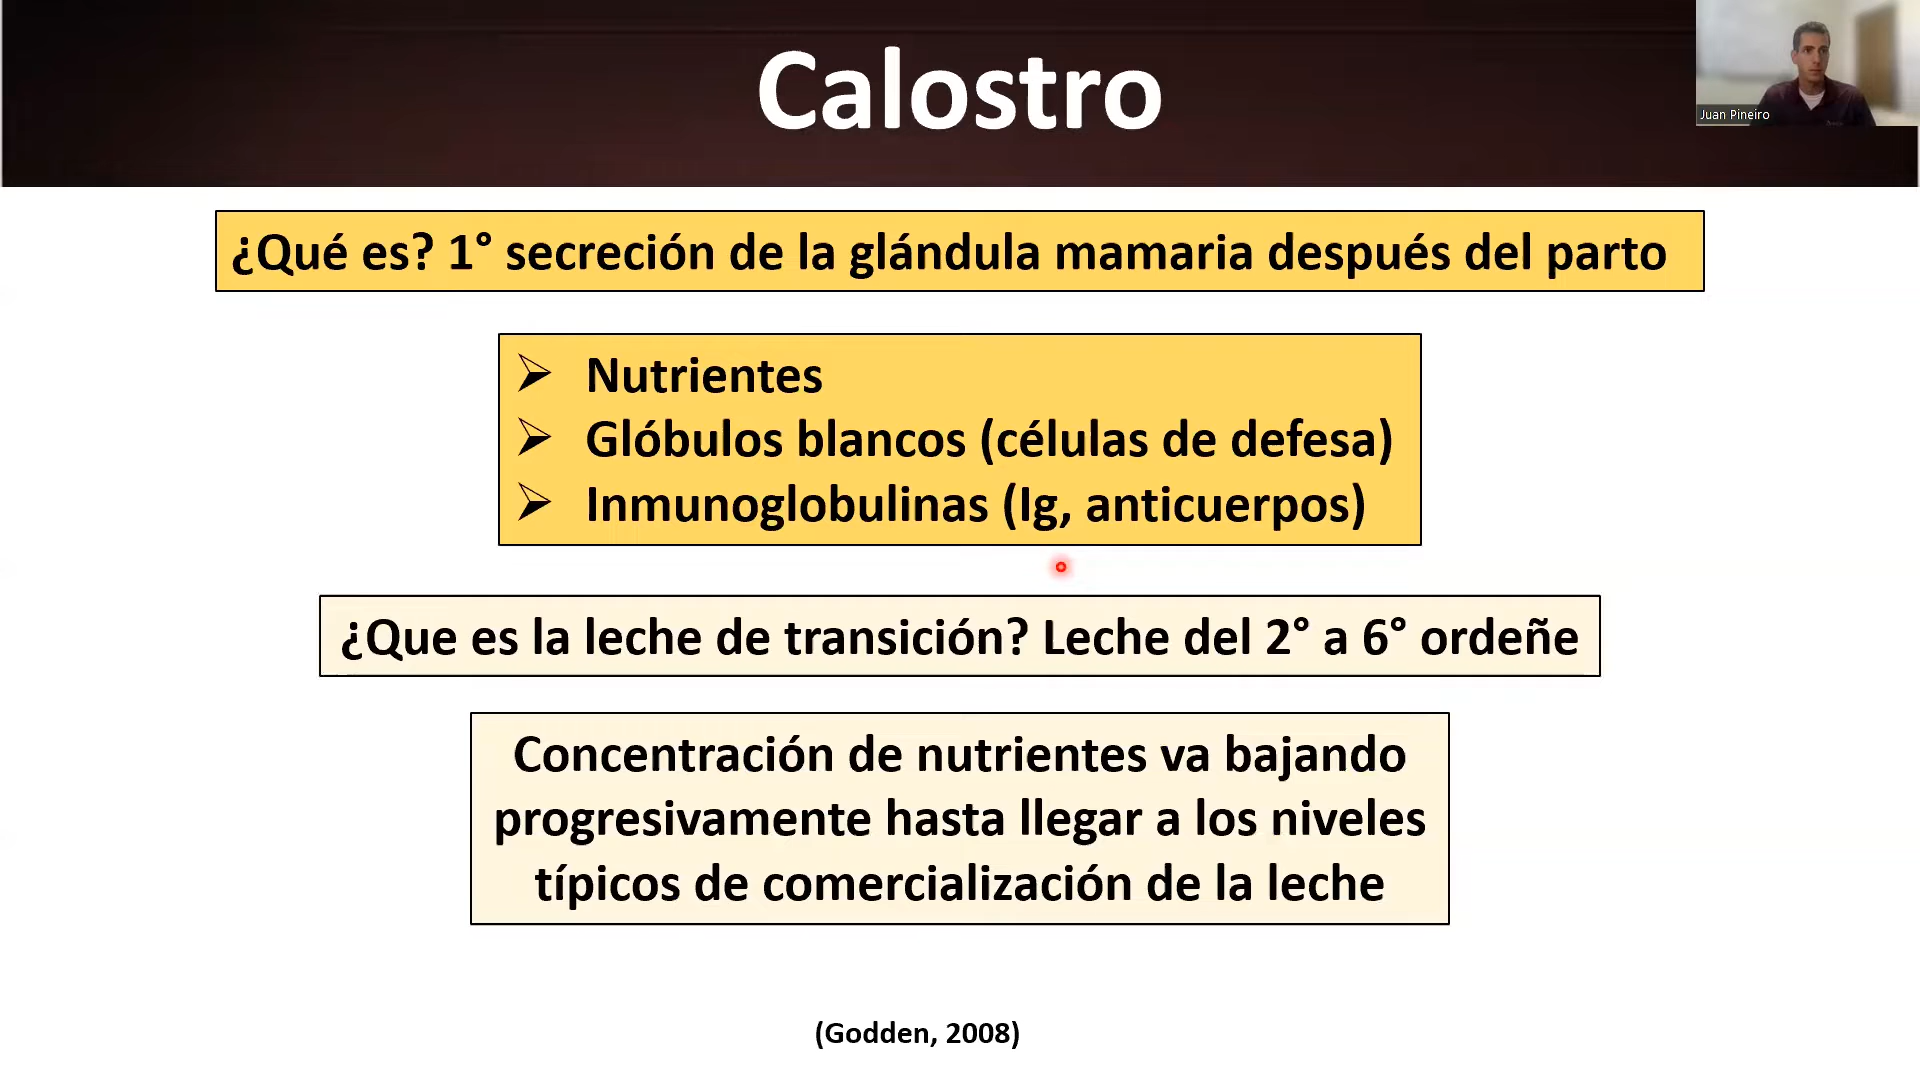 Calostro
Juan Pineiro
¿Qué es? 1° secreción de la glándula mamaria después del parto
Nutrientes
Glóbulos blancos (células de defesa)
Inmunoglobulinas (Ig, anticuerpos)
¿Que es la leche de transición? Leche del 2° a 6° ordeñe
Concentración de nutrientes va bajando
progresivamente hasta llegar a los niveles
típicos de comercialización de la leche
(Godden, 2008)